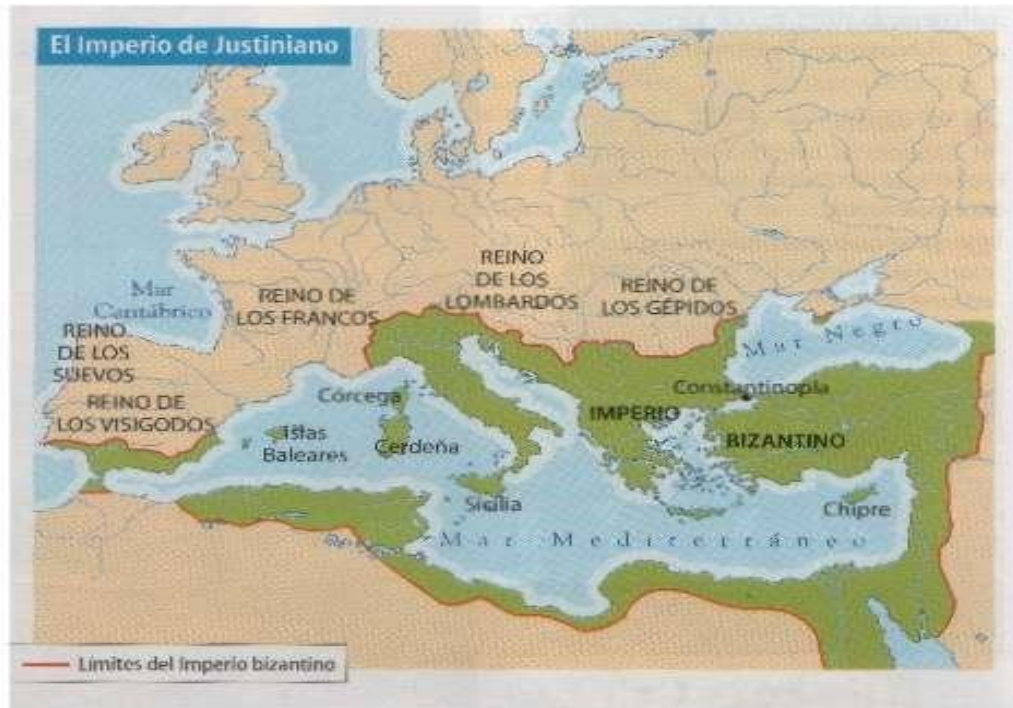 El Imperio de Justiniano
Mar
Cantábrico
REINO
DE LOS
SUEVOS
REINO DE
LOS VISIGODOS
REINO DE
LOS FRANCOS
REINO
DE LOS
LOMBARDOS
REINO DE
LOS GÉPIDOS
Mar Negro
Constantinopla
IMPERIO
BIZANTINO
Córcega
Islas
Baleares
Cerdeña
Sicilia
Chipre
Mar Mediterráneo
Límites del Imperio bizantino